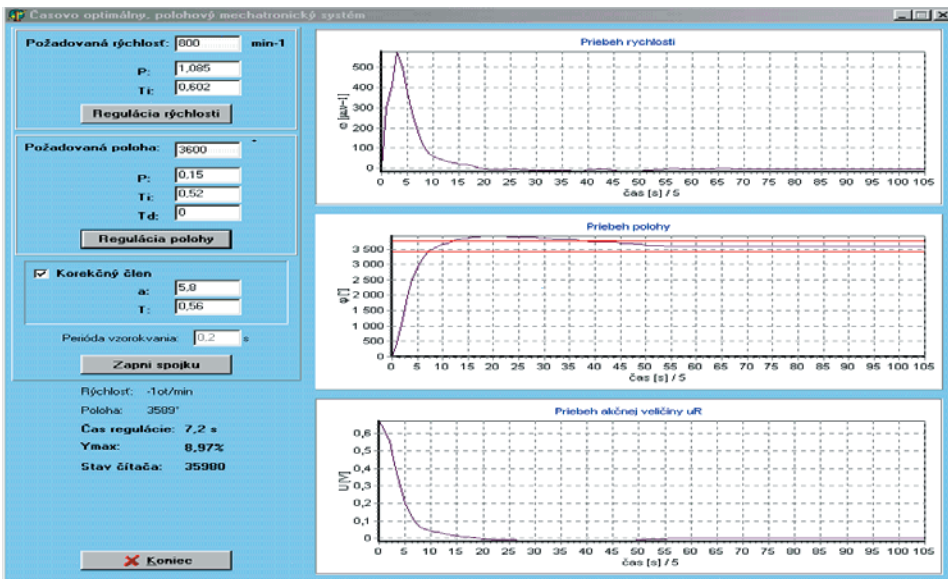 Časovo optimálny, polohový mechatronický systém
Požadovaná rýchlosť: 800 min-1
P: 1,085
Ti: 0,602
Regulácia rýchlosti
Požadovaná poloha: 3600 °
P: 0,15
Ti: 0,52
Td: 0
Regulácia polohy
Korekčný člen
a: 5,8
T: 0,56
Perióda vzorokvania: 0,2 s
Zapni spojku
Rýchlosť: -1ot/min
Poloha: 3589°
Čas regulácie: 7,2 s
Ymax: 8,97%
Stav čítača: 35980
Koniec
Priebeh rychlosti
500
400
300
200
100
0
0 5 10 15 20 25 30 35 40 45 50 55 60 65 70 75 80 85 90 95 100 105
čas [s] / 5
Priebeh polohy
φ[°]
3 500
3 000
2 500
2 000
1 500
1 000
500
0
0 5 10 15 20 25 30 35 40 45 50 55 60 65 70 75 80 85 90 95 100 105
čas [s] / 5
Priebeh akčnej veličiny uR
U[V]
0,6
0,5
0,4
0,3
0,2
0,1
0
0 5 10 15 20 25 30 35 40 45 50 55 60 65 70 75 80 85 90 95 100 105
čas [s] / 5